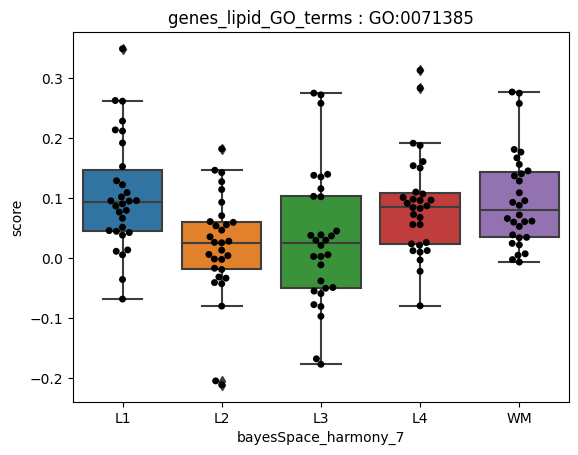 genes_lipid_GO_terms : GO:0071385
score
0.3
0.2
0.1
0.0
−0.1
−0.2
L1 L2 L3 L4 WM
bayesSpace_harmony_7